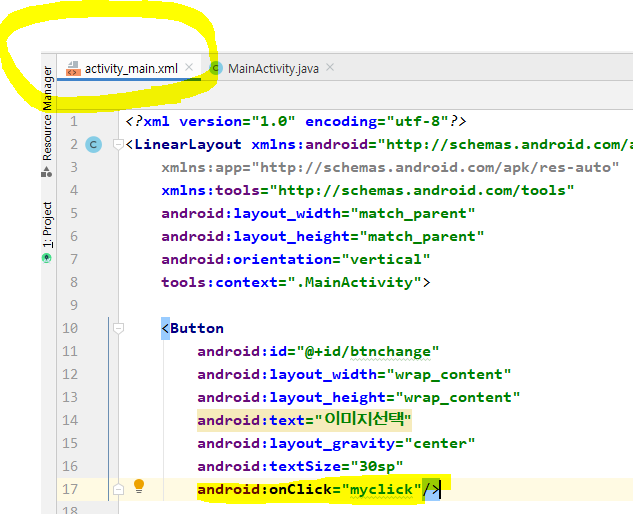 activity_main.xml
MainActivity.java
Resource Manager
1: Project
1 <?xml version="1.0" encoding="utf-8"?>
2 <LinearLayout xmlns:android="http://schemas.android.com/a
3 xmlns:app="http://schemas.android.com/apk/res-auto"
4 xmlns:tools="http://schemas.android.com/tools"
5 android:layout_width="match_parent"
6 android:layout_height="match_parent"
7 android:orientation="vertical"
8 tools:context=".MainActivity">
9
10 <Button
11 android:id="@+id/btnchange"
12 android:layout_width="wrap_content"
13 android:layout_height="wrap_content"
14 android:text="이미지선택"
15 android:layout_gravity="center"
16 android:textSize="30sp"
17 android:onClick="myclick"/>
18